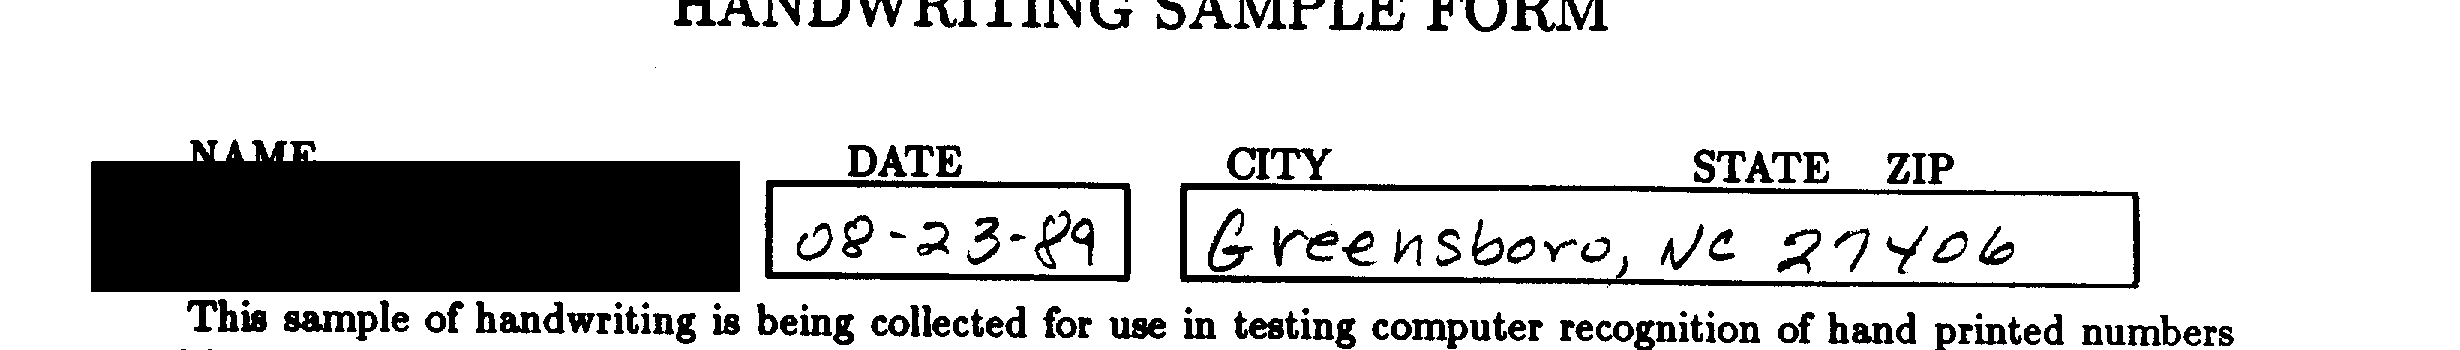 HANDWRITING SAMPLE FORM
NAME DATE CITY STATE ZIP
08-23-89 Greensboro, NC 27406
This sample of handwriting is being collected for use in testing computer recognition of hand printed numbers